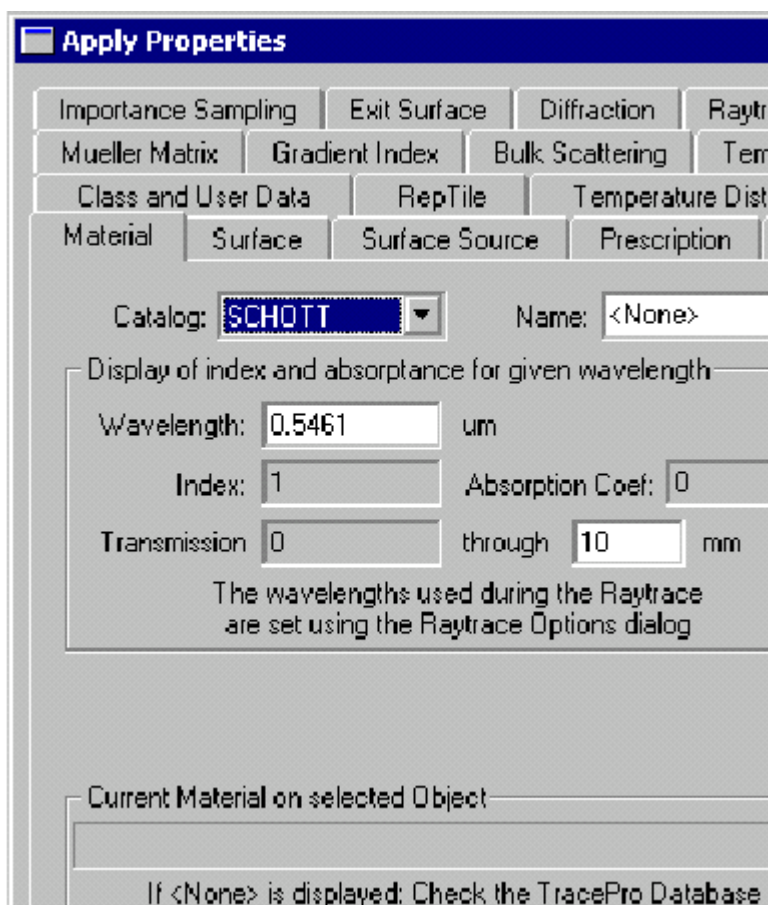 Apply Properties
Importance Sampling Exit Surface Diffraction
Mueller Matrix Gradient Index Bulk Scattering
Class and User Data RepTile Temperature
Material Surface Surface Source Prescription
Catalog: SCHOTT Name: <None>
Display of index and absorptance for given wavelength
Wavelength: 0.5461 um
Index: 1 Absorption Coef: 0
Transmission 0 through 10 mm
The wavelengths used during the Raytrace
are set using the Raytrace Options dialog
Current Material on selected Object
If <None> is displayed: Check the TracePro Database